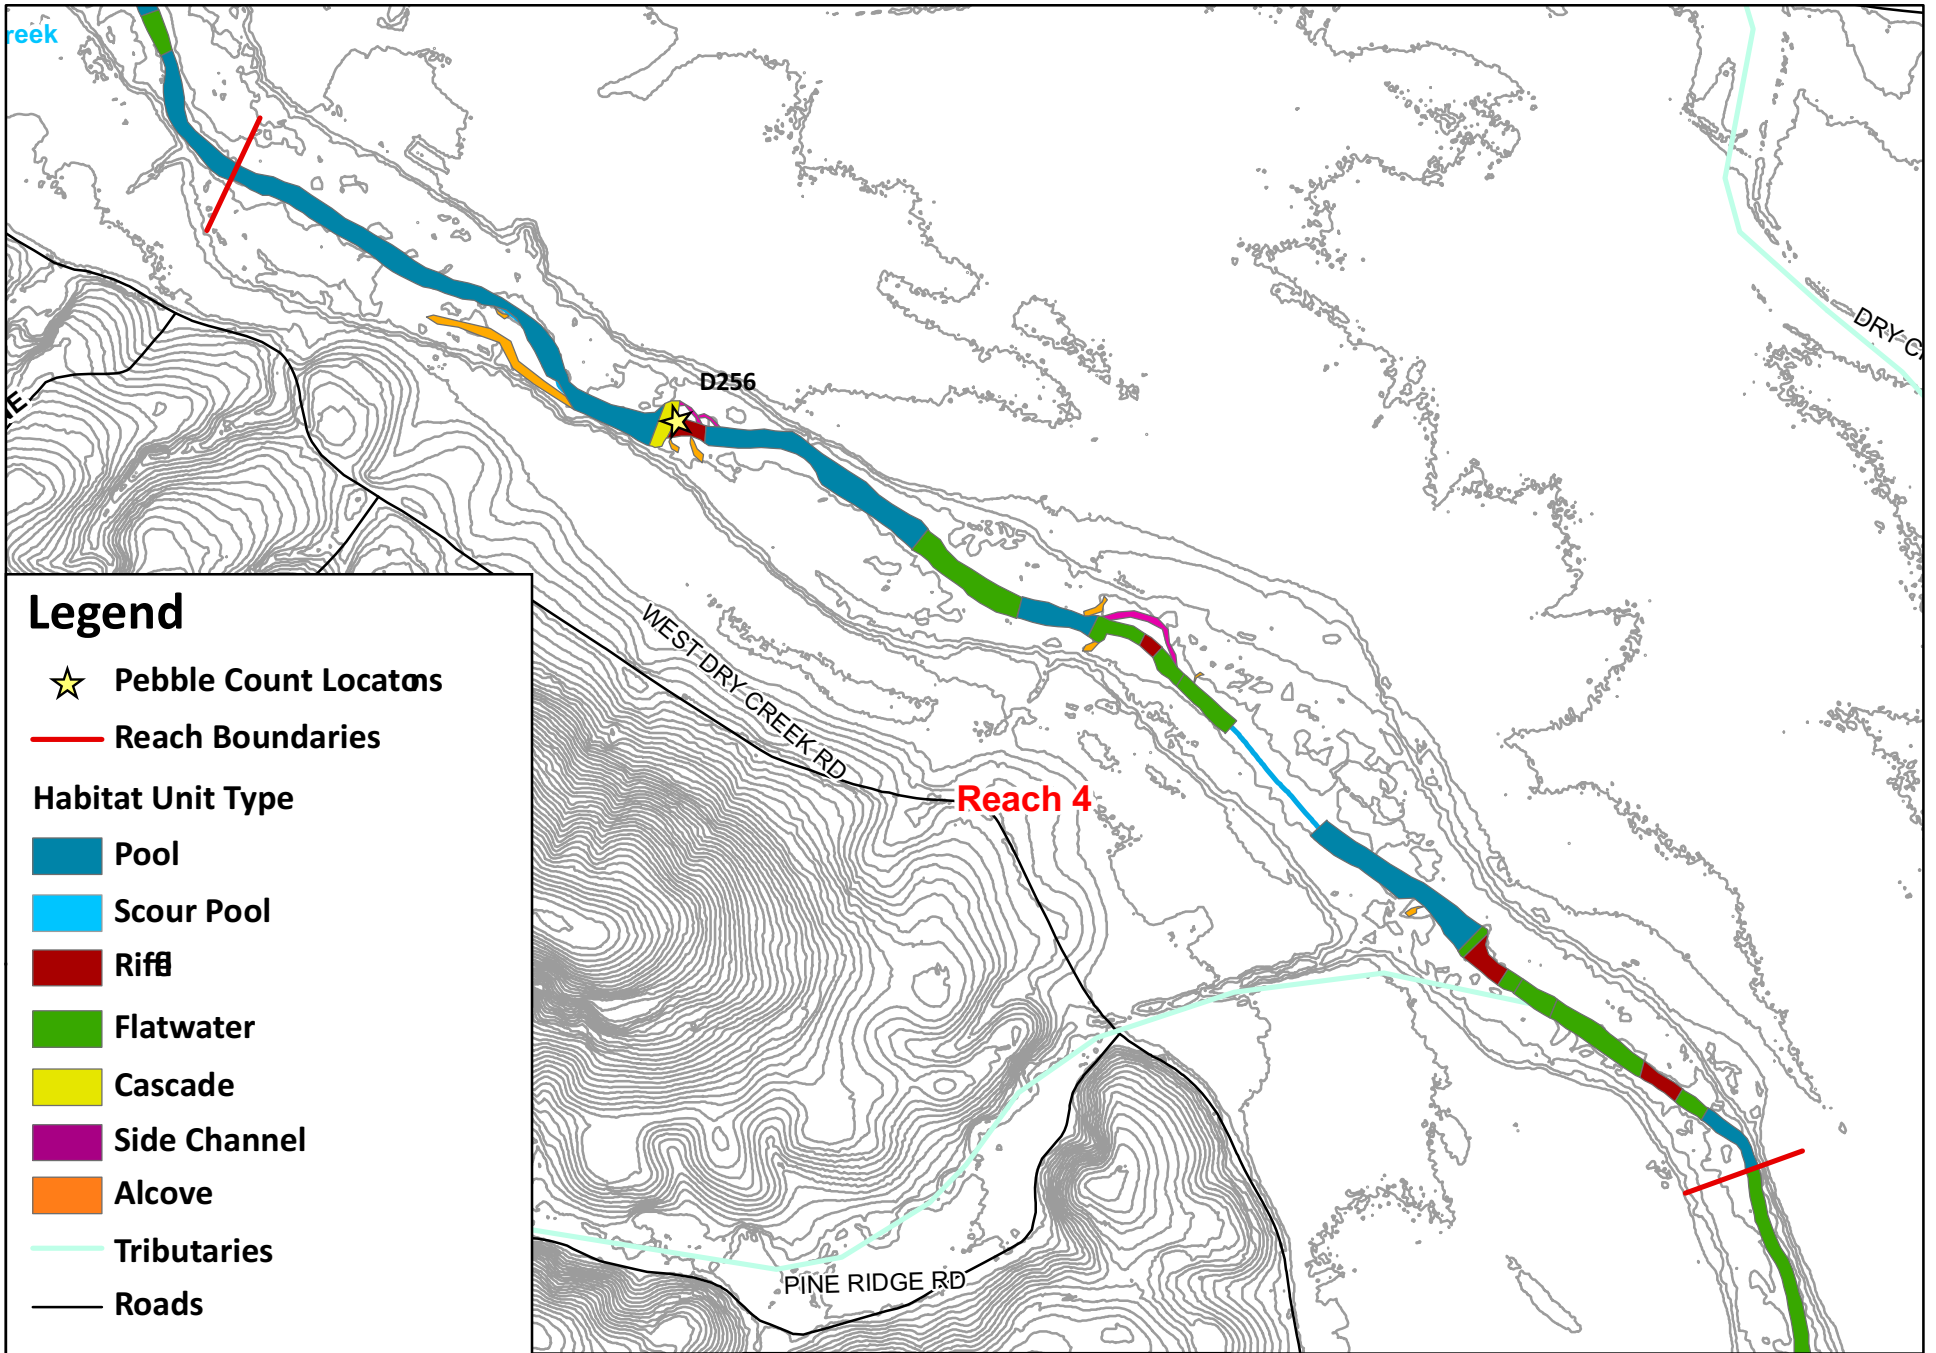 reek
DRY C
NE
D256
WEST DRY CREEK RD
Reach 4
PINE RIDGE RD
Legend
Pebble Count Locatons
Reach Boundaries
Habitat Unit Type
Pool
Scour Pool
Riffl
Flatwater
Cascade
Side Channel
Alcove
Tributaries
Roads